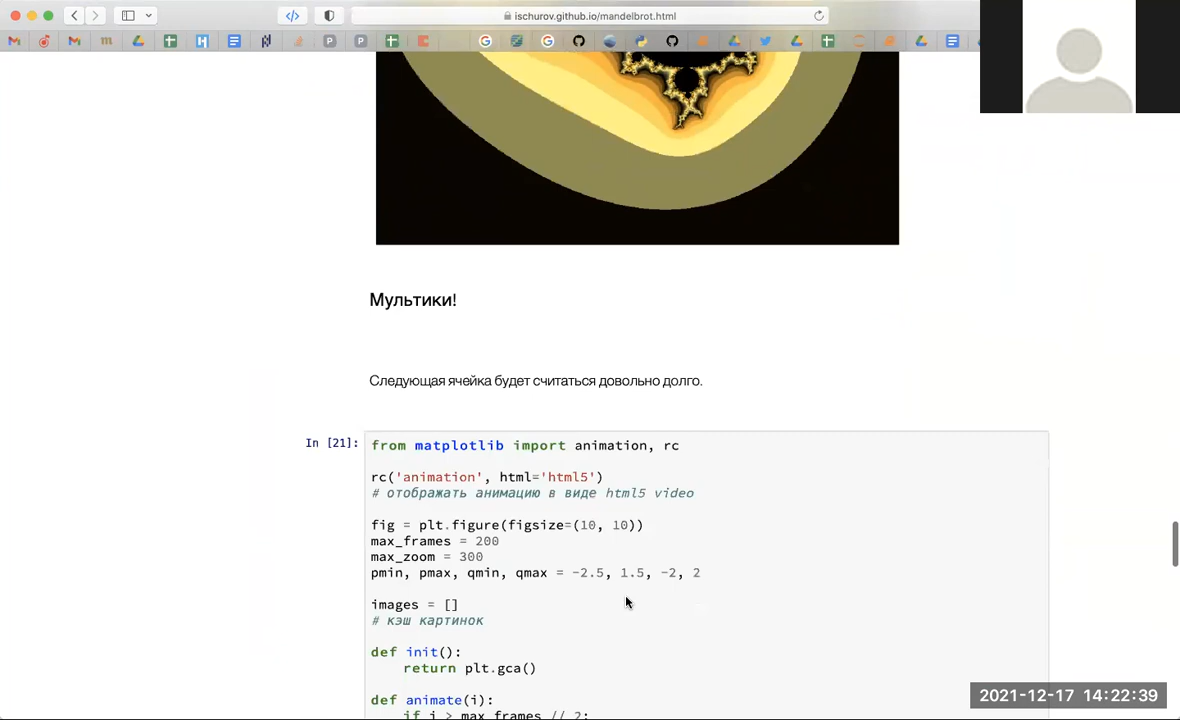 ischurov.github.io/mandelbrot.html
Мультики!
Следующая ячейка будет считаться довольно долго.
In [21]:
from matplotlib import animation, rc
rc('animation', html='html5')
# отображать анимацию в виде html5 video
fig = plt.figure(figsize=(10, 10))
max_frames = 200
max_zoom = 300
pmin, pmax, qmin, qmax = -2.5, 1.5, -2, 2
images = []
# кэш картинок
def init():
    return plt.gca()
def animate(i):
    if i > max_frames // 2:
2021-12-17 14:22:39